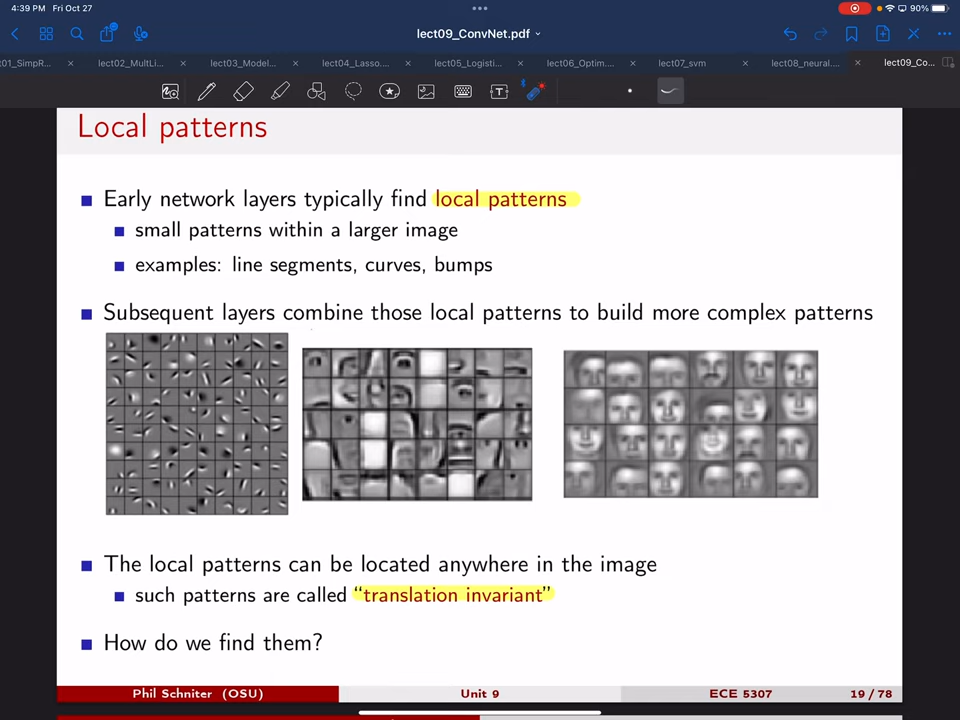 4:39 PM Fri Oct 27
90%
lect09_ConvNet.pdf
01_SimpR...
lect02_MultLi...
lect03_Model...
lect04_Lasso....
lect05_Logisti...
lect06_Optim....
lect07_svm
lect08_neural....
lect09_Co...
Local patterns
Early network layers typically find local patterns
small patterns within a larger image
examples: line segments, curves, bumps
Subsequent layers combine those local patterns to build more complex patterns
The local patterns can be located anywhere in the image
such patterns are called “translation invariant”
How do we find them?
Phil Schniter (OSU)
Unit 9
ECE 5307
19 / 78